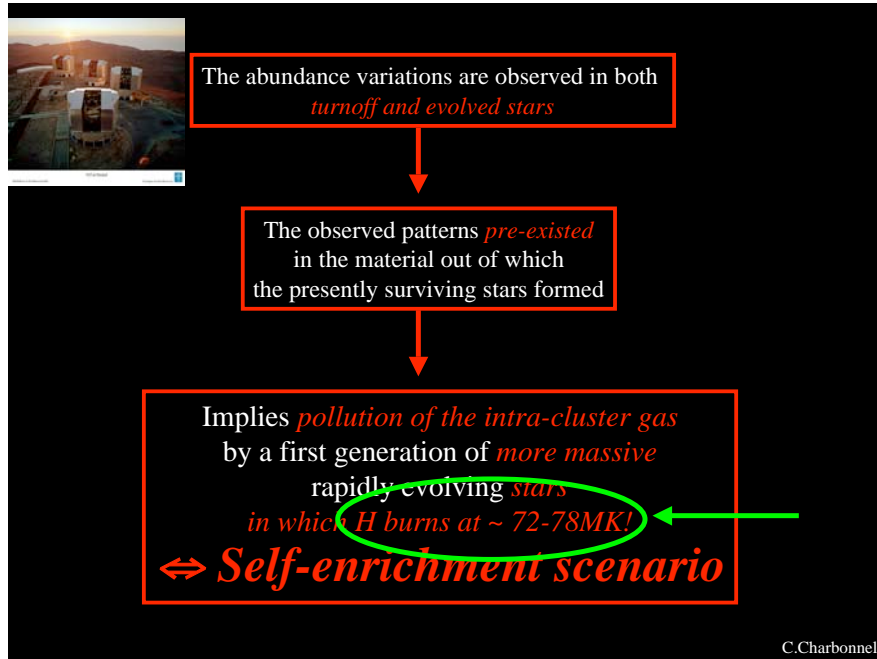 The abundance variations are observed in both
turnoff and evolved stars
The observed patterns pre-existed
in the material out of which
the presently surviving stars formed
Implies pollution of the intra-cluster gas
by a first generation of more massive
rapidly evolving stars
in which H burns at ~ 72-78MK!
⇔ Self-enrichment scenario
C.Charbonnel